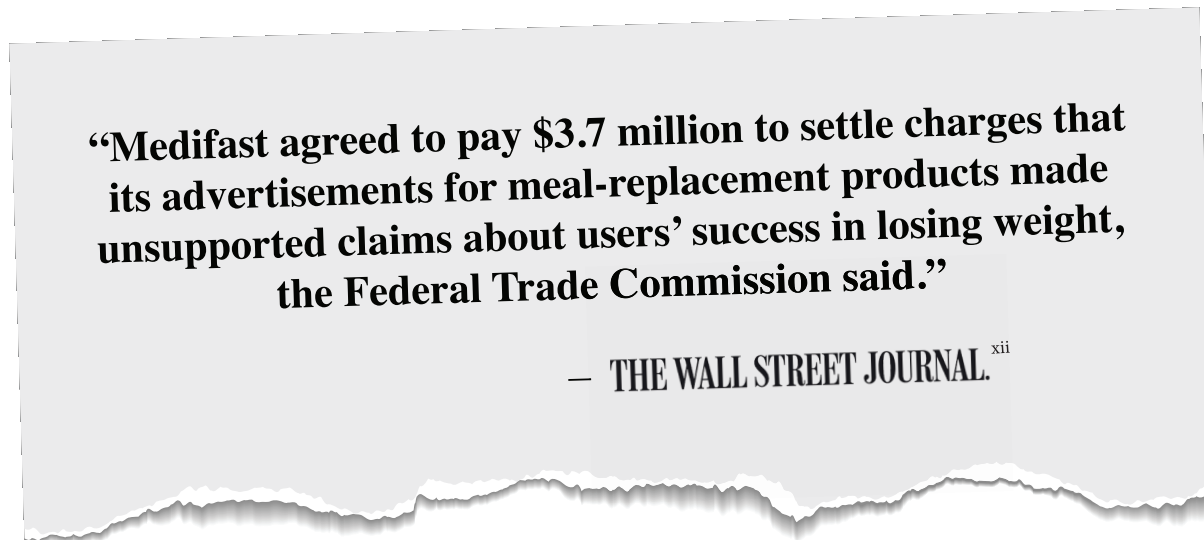 “Medifast agreed to pay $3.7 million to settle charges that
its advertisements for meal-replacement products made
unsupported claims about users’ success in losing weight,
the Federal Trade Commission said.”
— THE WALL STREET JOURNAL. xii